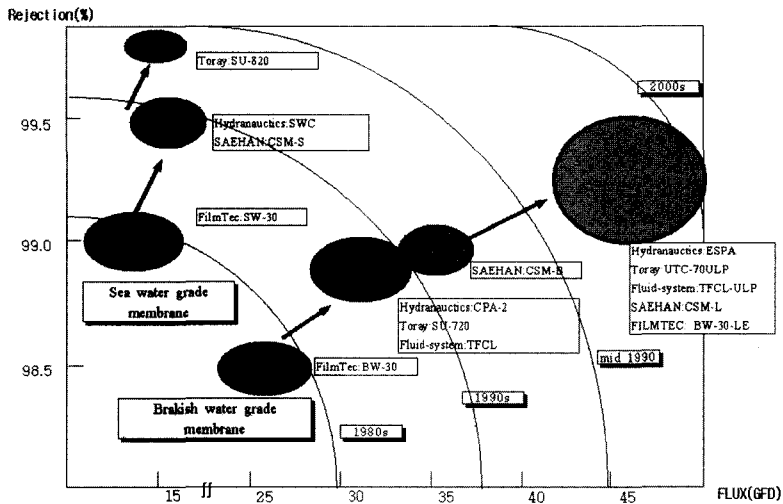 Rejection(%)
Toray:SU-820
2000s
99.5
Hydranauctics:SWC
SAEHAN:CSM-S
FilmTec:SW-30
99.0
Hydranauctics:ESPA
Toray UTC-70ULP
Fluid-system:TFCL-ULP
SAEHAN:CSM-L
FILMTEC BW-30-LE
SAEHAN:CSM-B
Sea water grade
membrane
Hydranauctics:CPA-2
Toray:SU-720
Fluid-system:TFCL
mid 1990
98.5
FilmTec:BW-30
Brakish water grade
membrane
1990s
1980s
15 ∬ 25 30 35 40 45 FLUX(GFD)